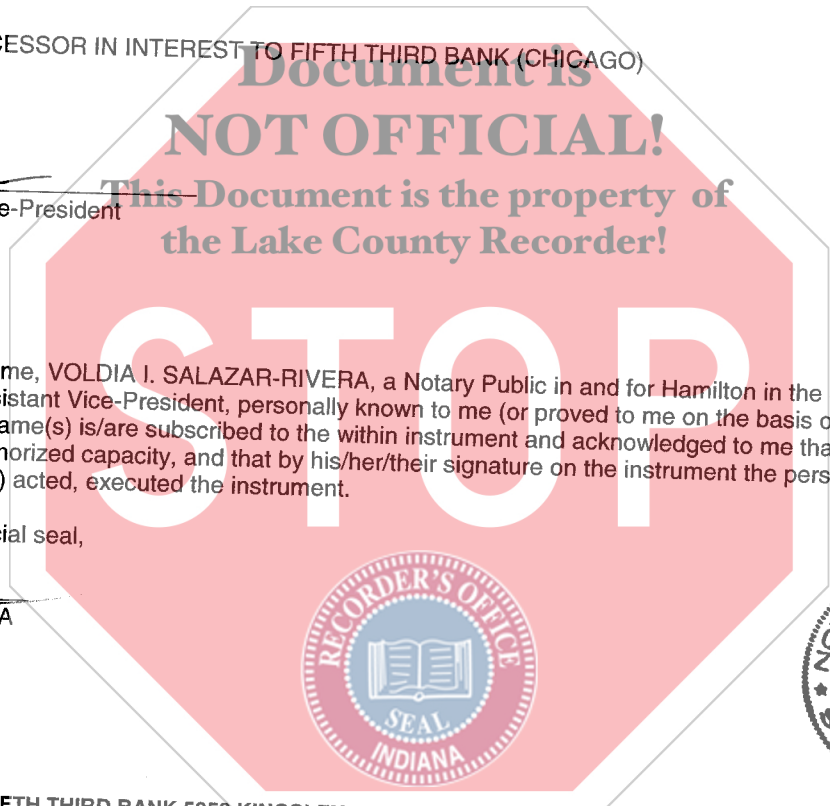 CESSOR IN INTEREST TO FIFTH THIRD BANK (CHICAGO)
Document is
NOT OFFICIAL!
This Document is the property of
e-President
the Lake County Recorder!
STOP
me, VOLDIA I. SALAZAR-RIVERA, a Notary Public in and for Hamilton in the
sistant Vice-President, personally known to me (or proved to me on the basis o
ame(s) is/are subscribed to the within instrument and acknowledged to me tha
horized capacity, and that by his/her/their signature on the instrument the pers
) acted, executed the instrument.
cial seal,
A
RECORDER'S OFFICE
SEAL
INDIANA
FTH THIRD BANK